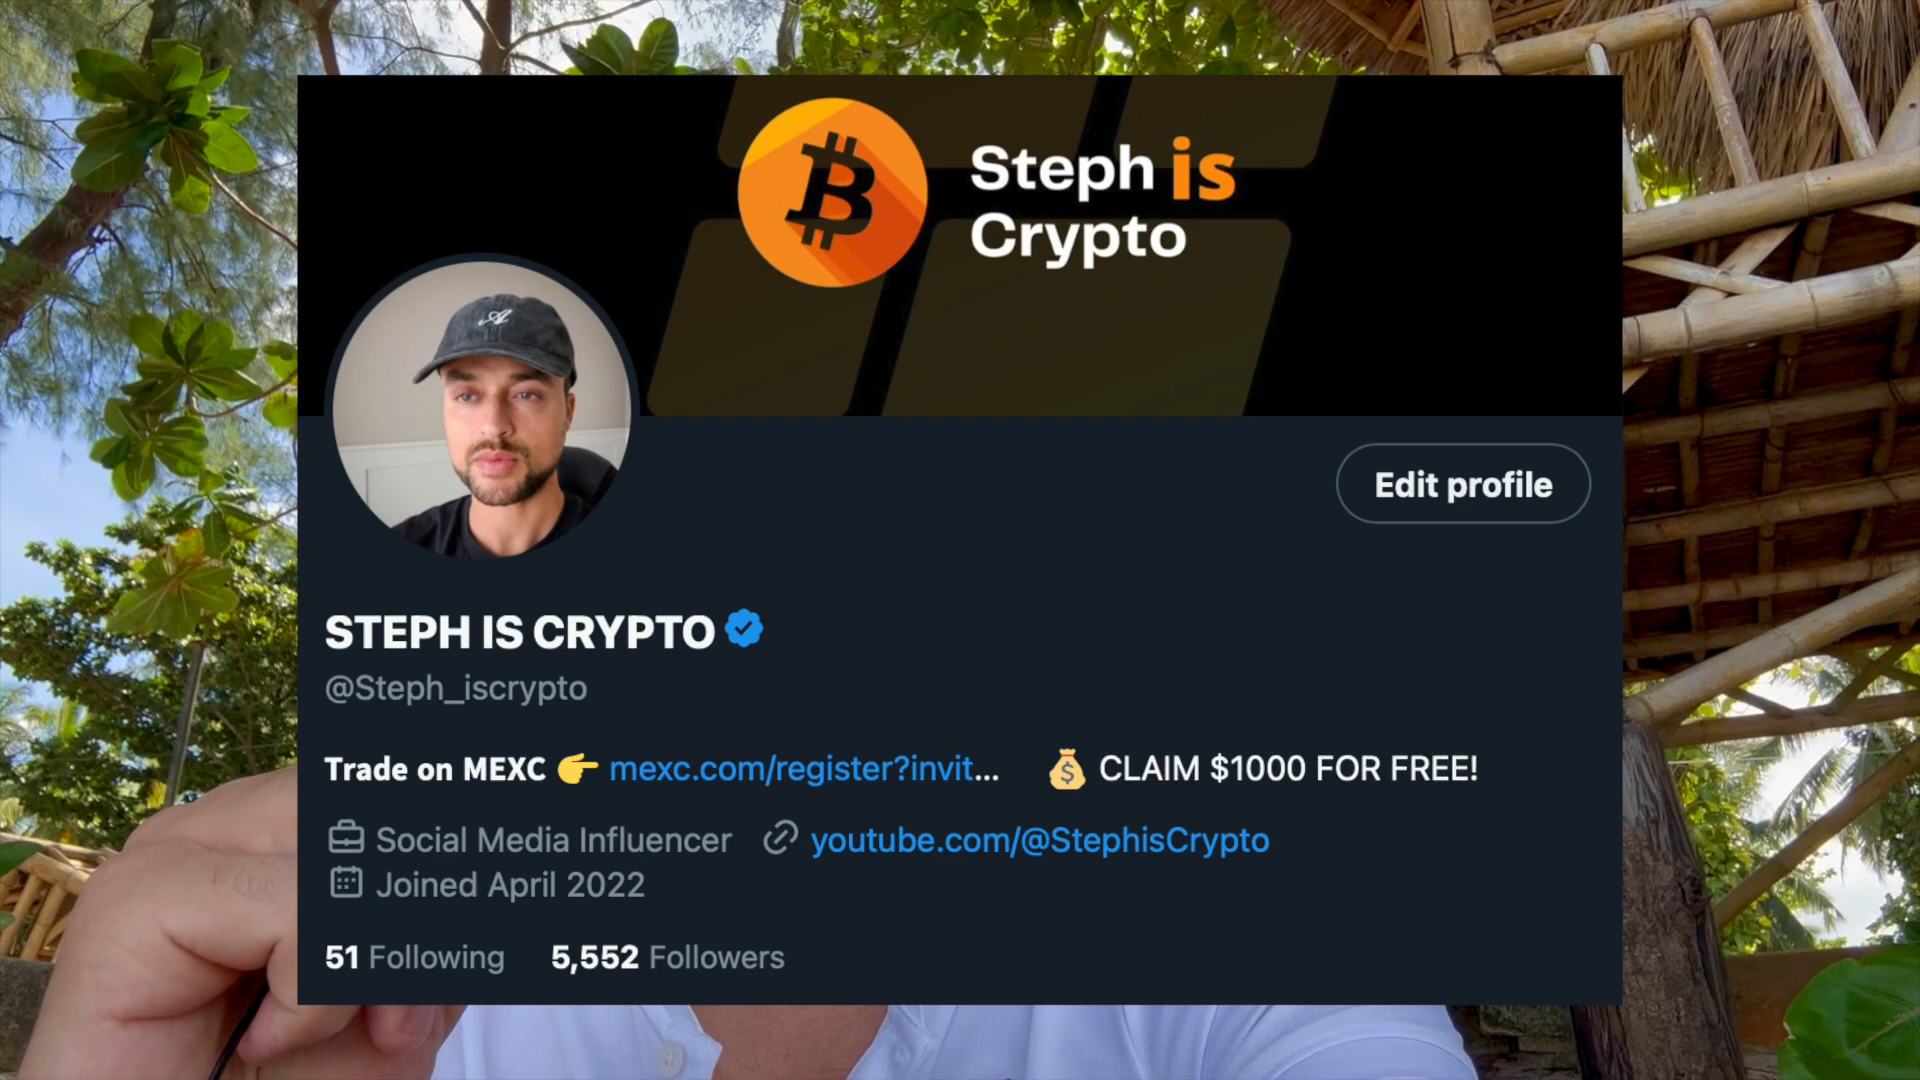 Steph is
Crypto
Edit profile
STEPH IS CRYPTO
@Steph_iscrypto
Trade on MEXC 👉 mexc.com/register?invit... 💰 CLAIM $1000 FOR FREE!
Social Media Influencer youtube.com/@StephisCrypto
Joined April 2022
51 Following 5,552 Followers